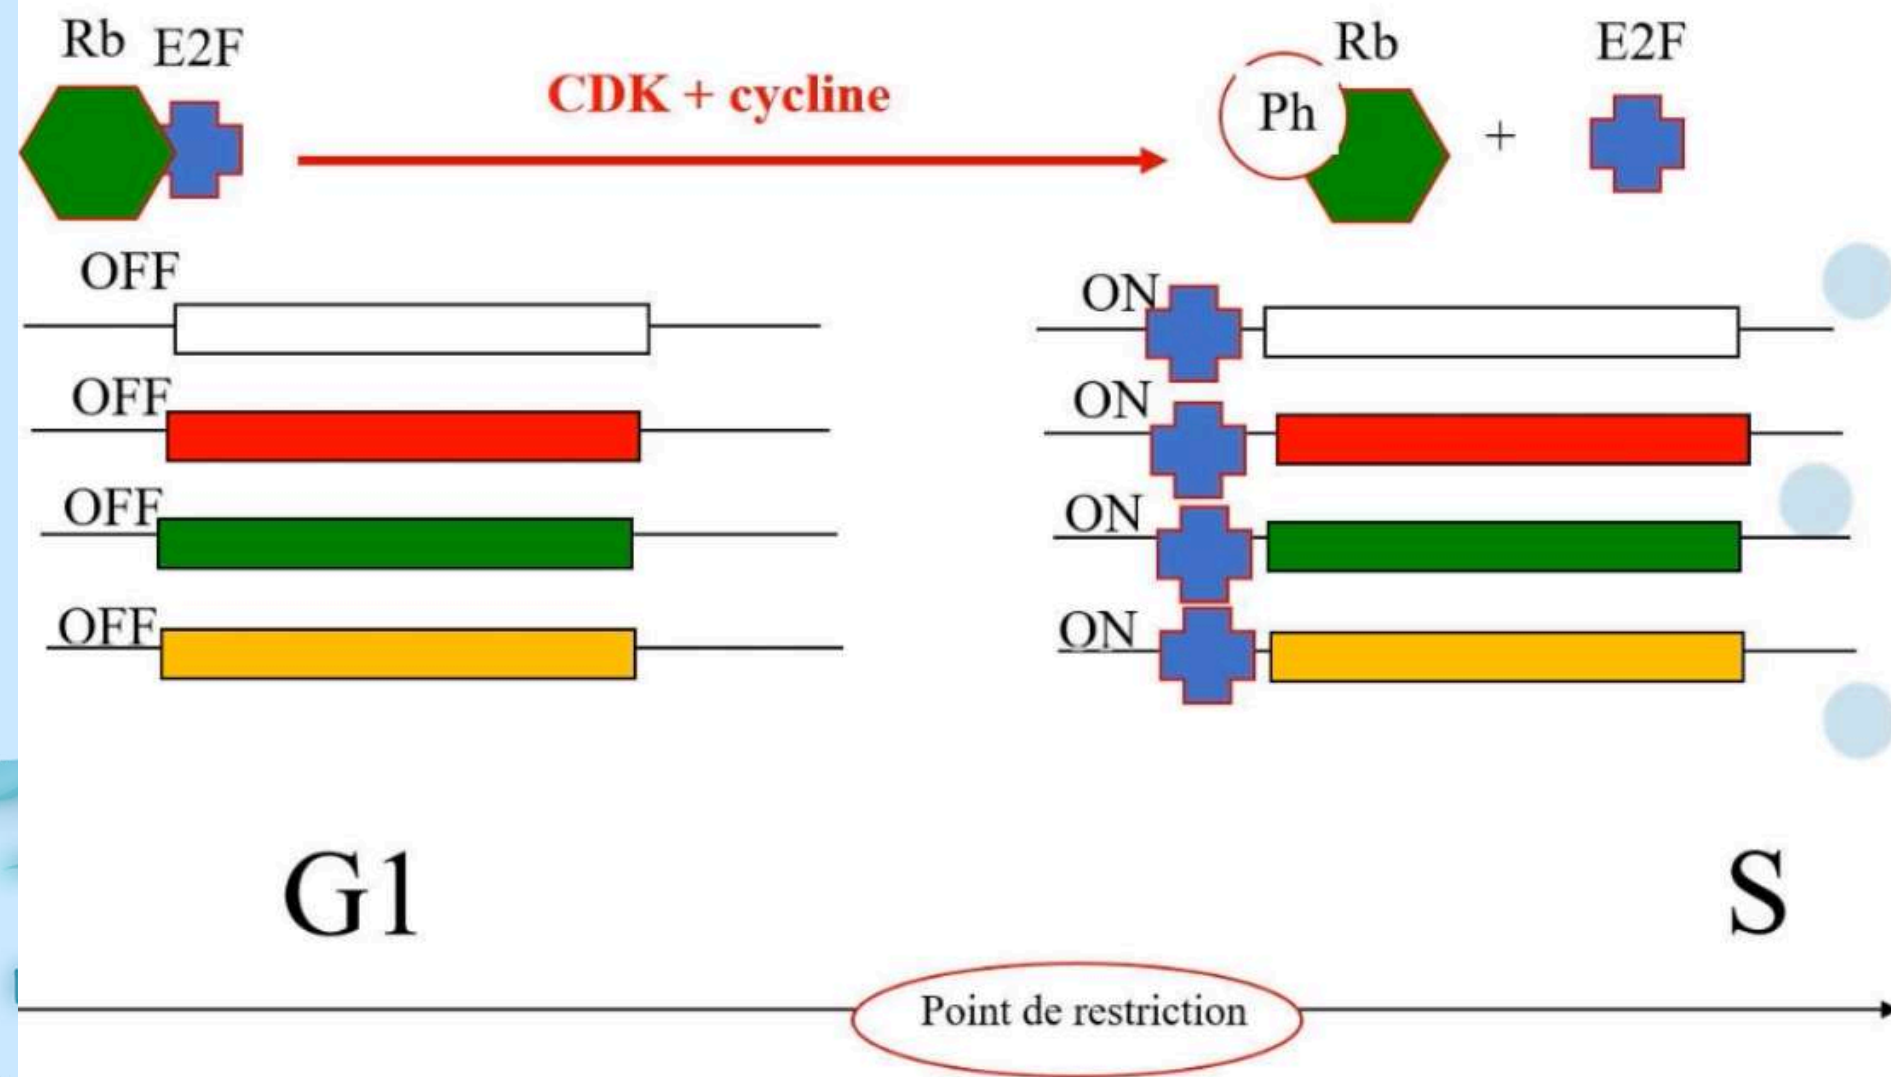 Rb E2F
CDK + cycline
Ph
Rb
+
E2F
OFF
OFF
OFF
OFF
ON
ON
ON
ON
G1
S
Point de restriction